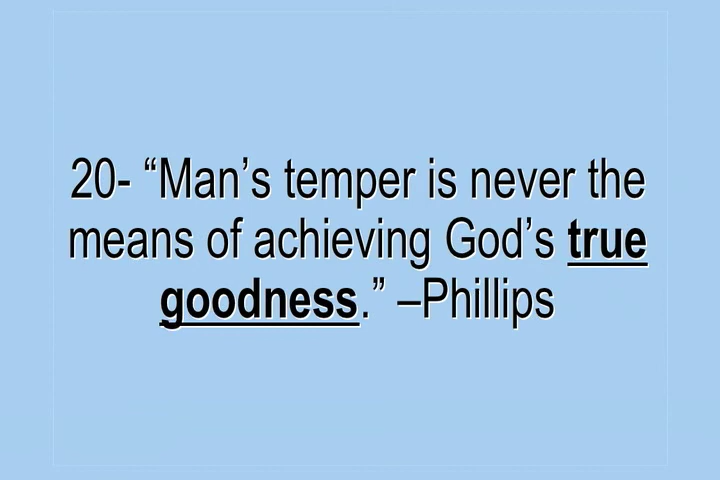 20- “Man’s temper is never the
means of achieving God’s true
goodness.” –Phillips